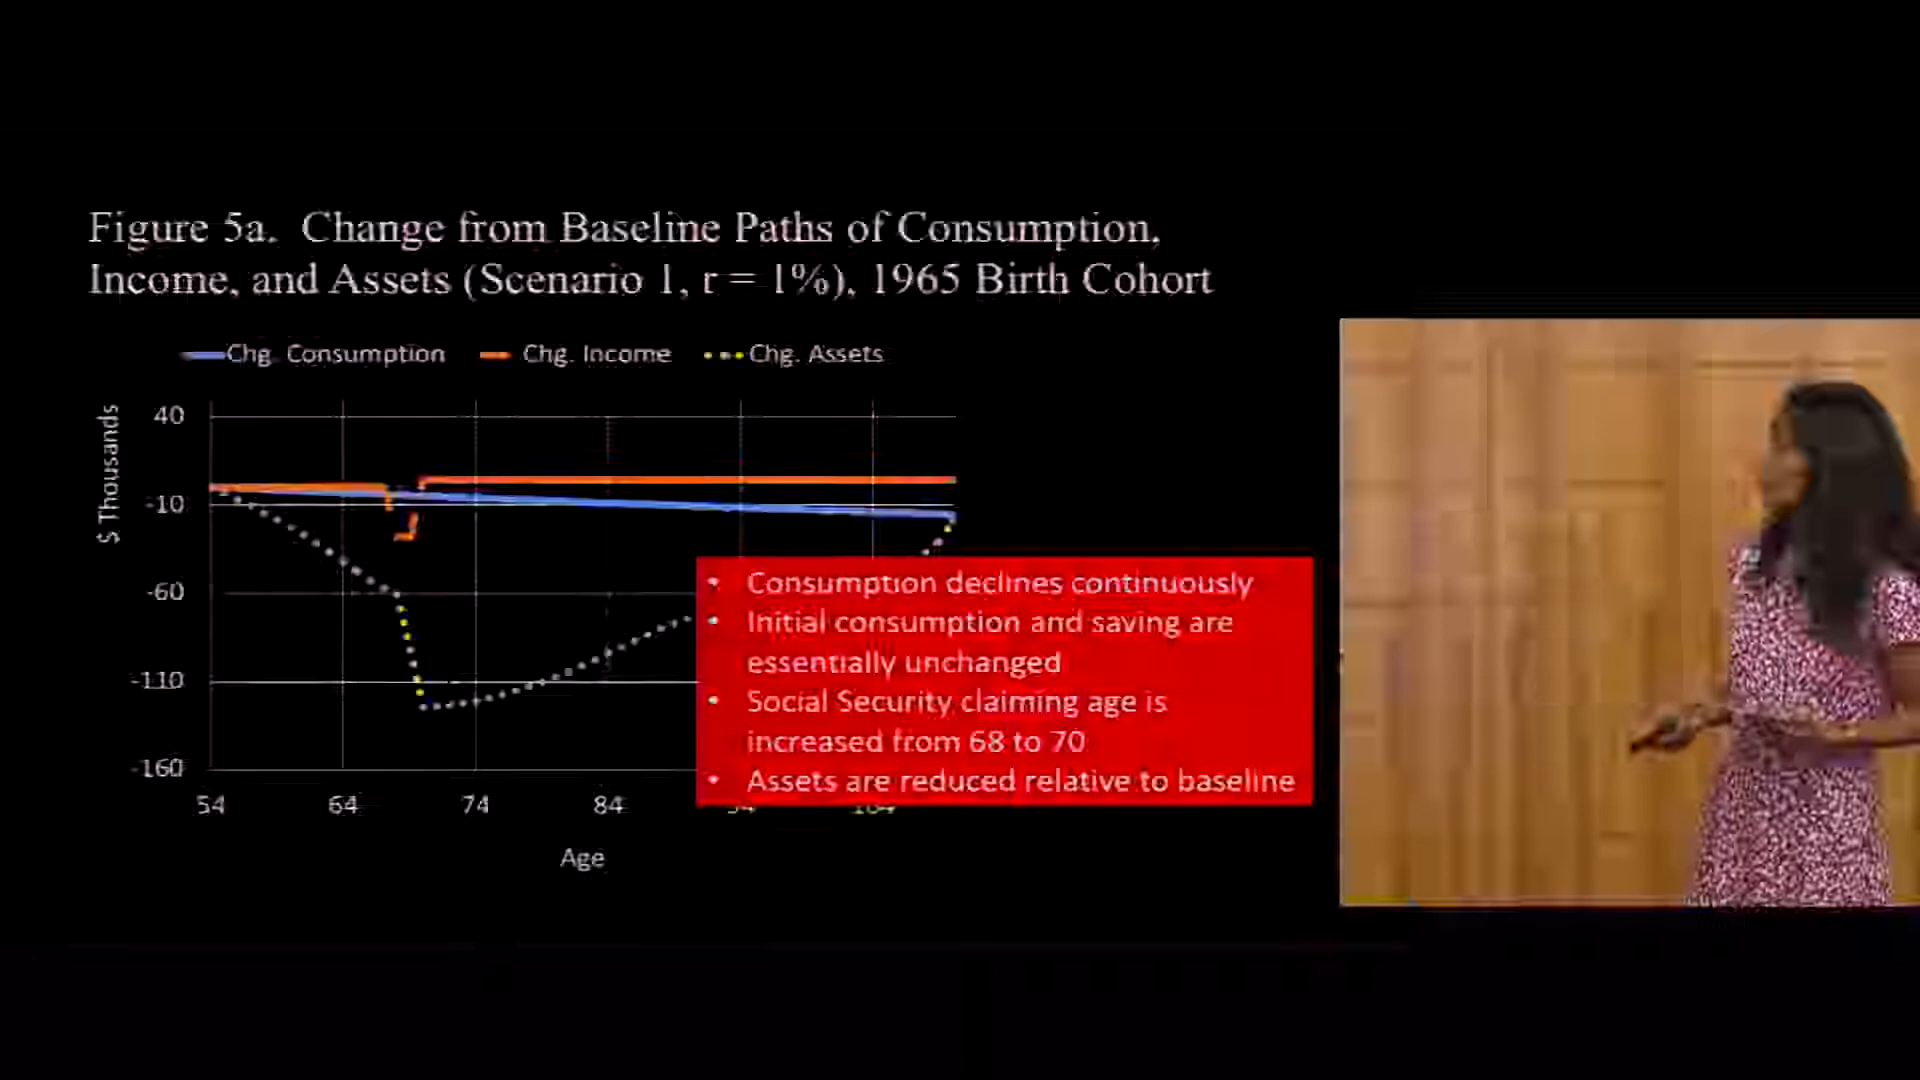 Figure 5a. Change from Baseline Paths of Consumption,
Income, and Assets (Scenario 1, r = 1%), 1965 Birth Cohort
Chg. Consumption Chg. Income Chg. Assets
$ Thousands
40
-10
-60
-110
-160
54 64 74 84 94 104
Age
• Consumption declines continuously
• Initial consumption and saving are
essentially unchanged
• Social Security claiming age is
increased from 68 to 70
• Assets are reduced relative to baseline